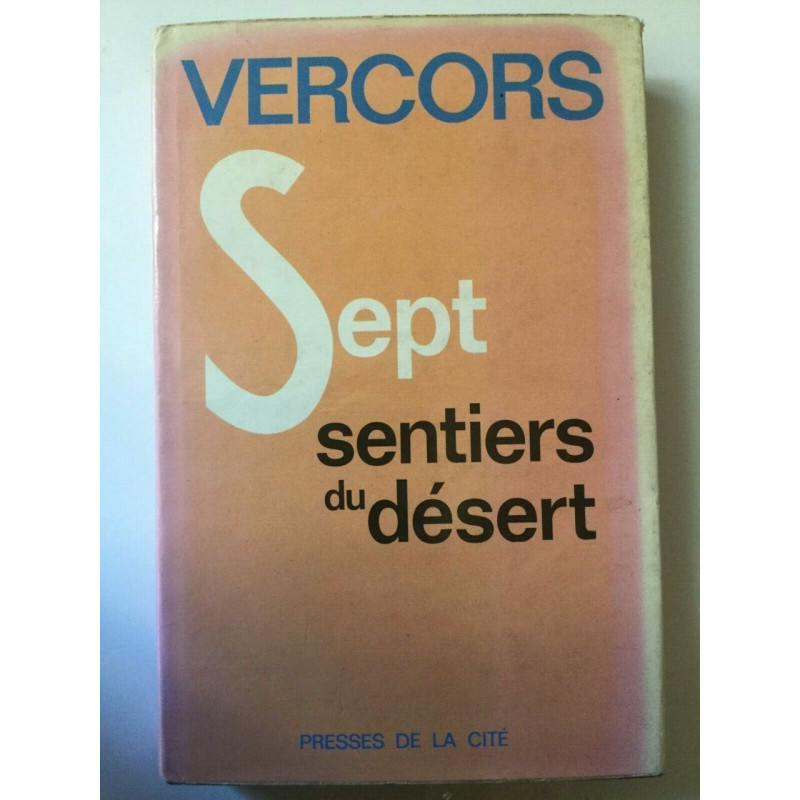 VERCORS
Sept
sentiers
du désert
PRESSES DE LA CITÉ